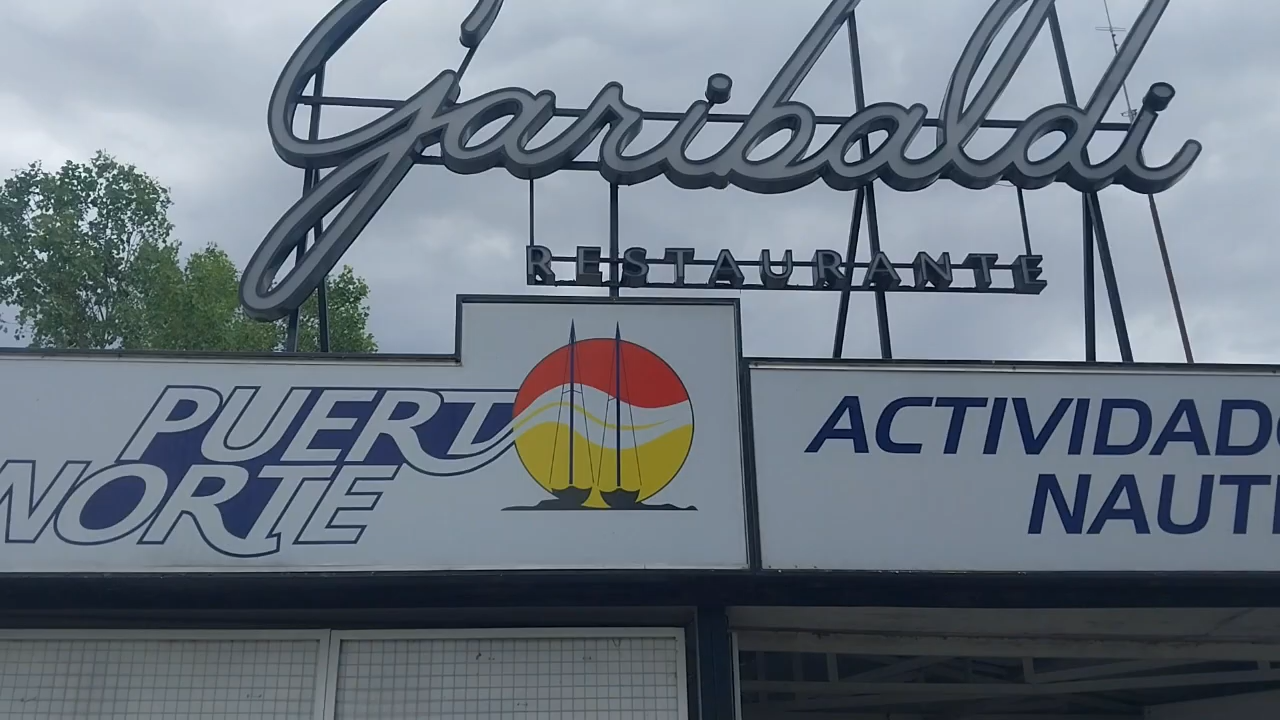 Garibaldi
RESTAURANTE
PUERT
NORTE
ACTIVIDAD
NAUT